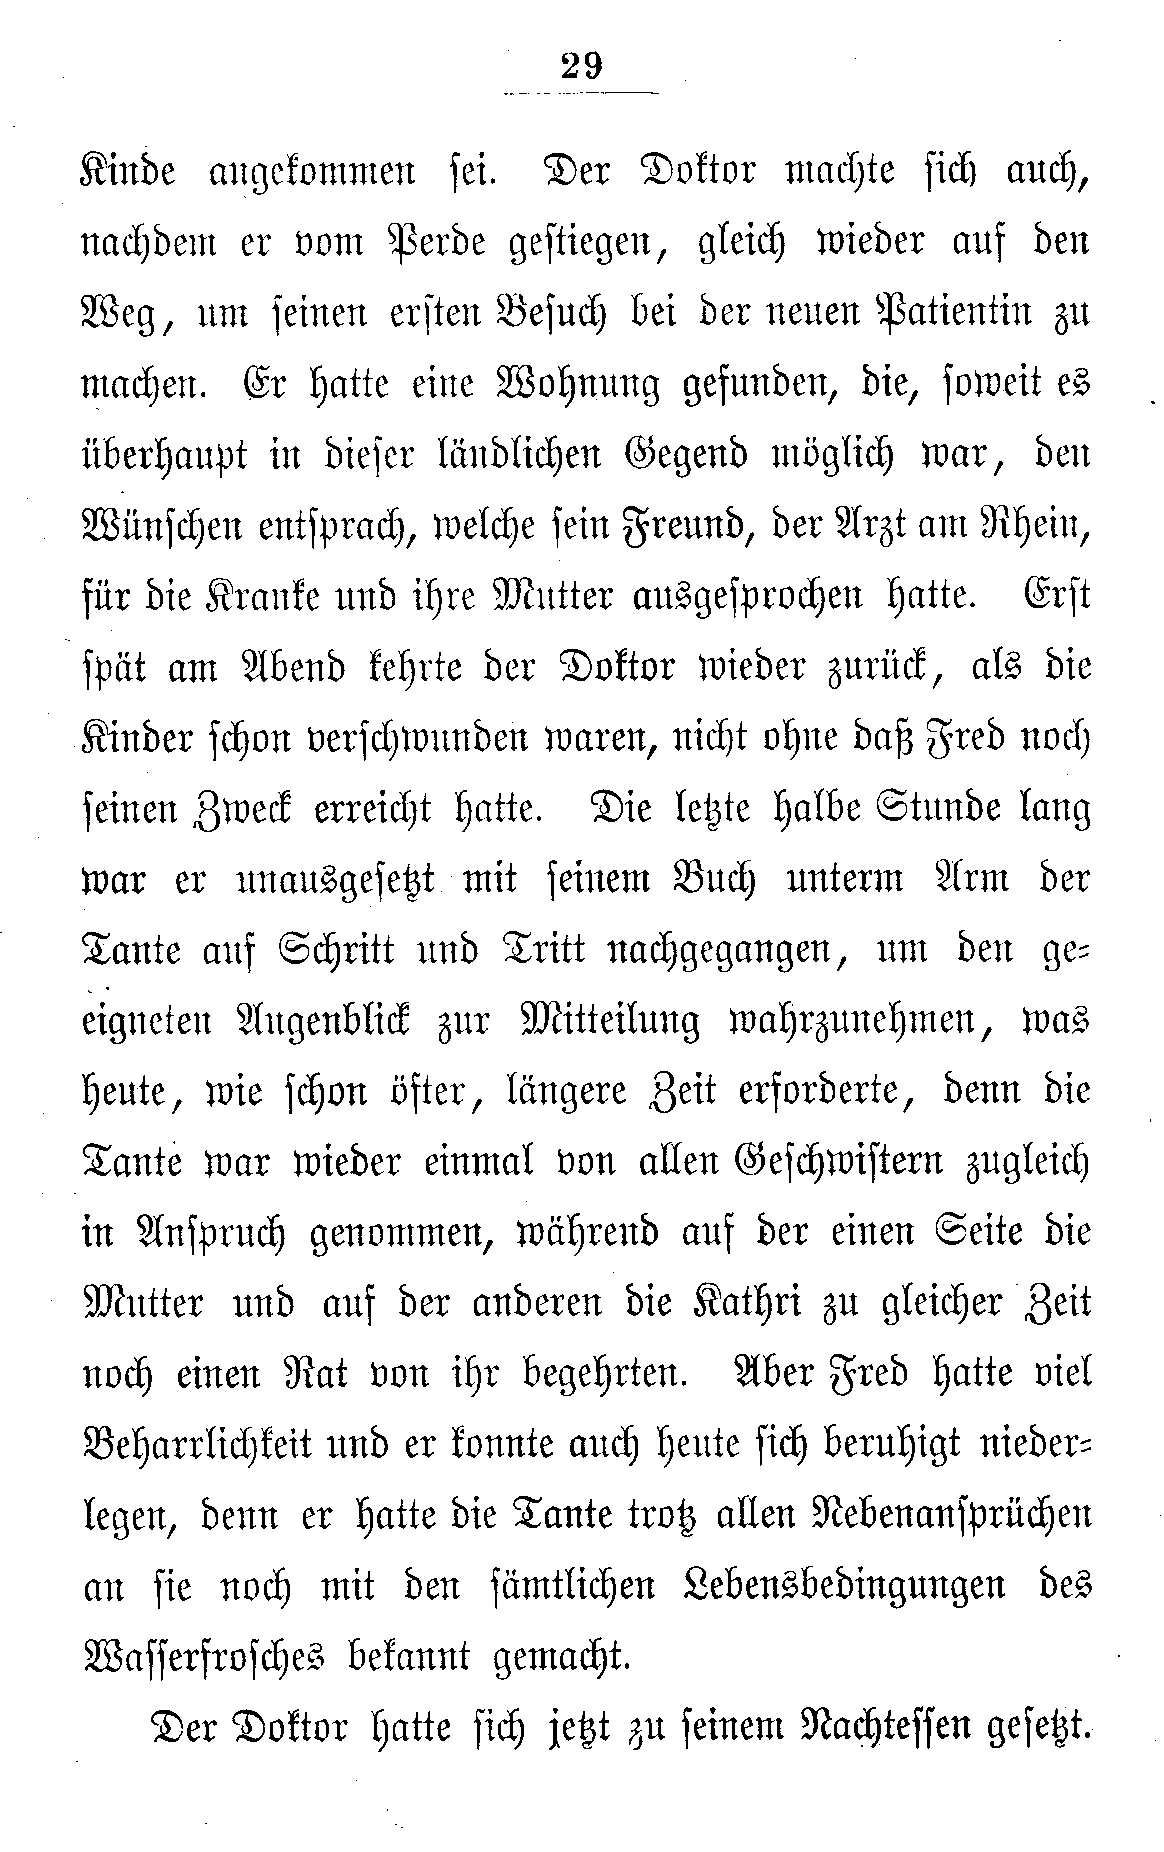 29
Kinde angekommen sei. Der Doktor machte sich auch,
nachdem er vom Perde gestiegen, gleich wieder auf den
Weg, um seinen ersten Besuch bei der neuen Patientin zu
machen. Er hatte eine Wohnung gefunden, die, soweit es
überhaupt in dieser ländlichen Gegend möglich war, den
Wünschen entsprach, welche sein Freund, der Arzt am Rhein,
für die Kranke und ihre Mutter ausgesprochen hatte. Erst
spät am Abend kehrte der Doktor wieder zurück, als die
Kinder schon verschwunden waren, nicht ohne daß Fred noch
seinen Zweck erreicht hatte. Die letzte halbe Stunde lang
war er unausgesetzt mit seinem Buch unterm Arm der
Tante auf Schritt und Tritt nachgegangen, um den ge-
eigneten Augenblick zur Mitteilung wahrzunehmen, was
heute, wie schon öfter, längere Zeit erforderte, denn die
Tante war wieder einmal von allen Geschwistern zugleich
in Anspruch genommen, während auf der einen Seite die
Mutter und auf der anderen die Kathri zu gleicher Zeit
noch einen Rat von ihr begehrten. Aber Fred hatte viel
Beharrlichkeit und er konnte auch heute sich beruhigt nieder-
legen, denn er hatte die Tante trotz allen Nebenansprüchen
an sie noch mit den sämtlichen Lebensbedingungen des
Wasserfrosches bekannt gemacht.
Der Doktor hatte sich jetzt zu seinem Nachtessen gesetzt.